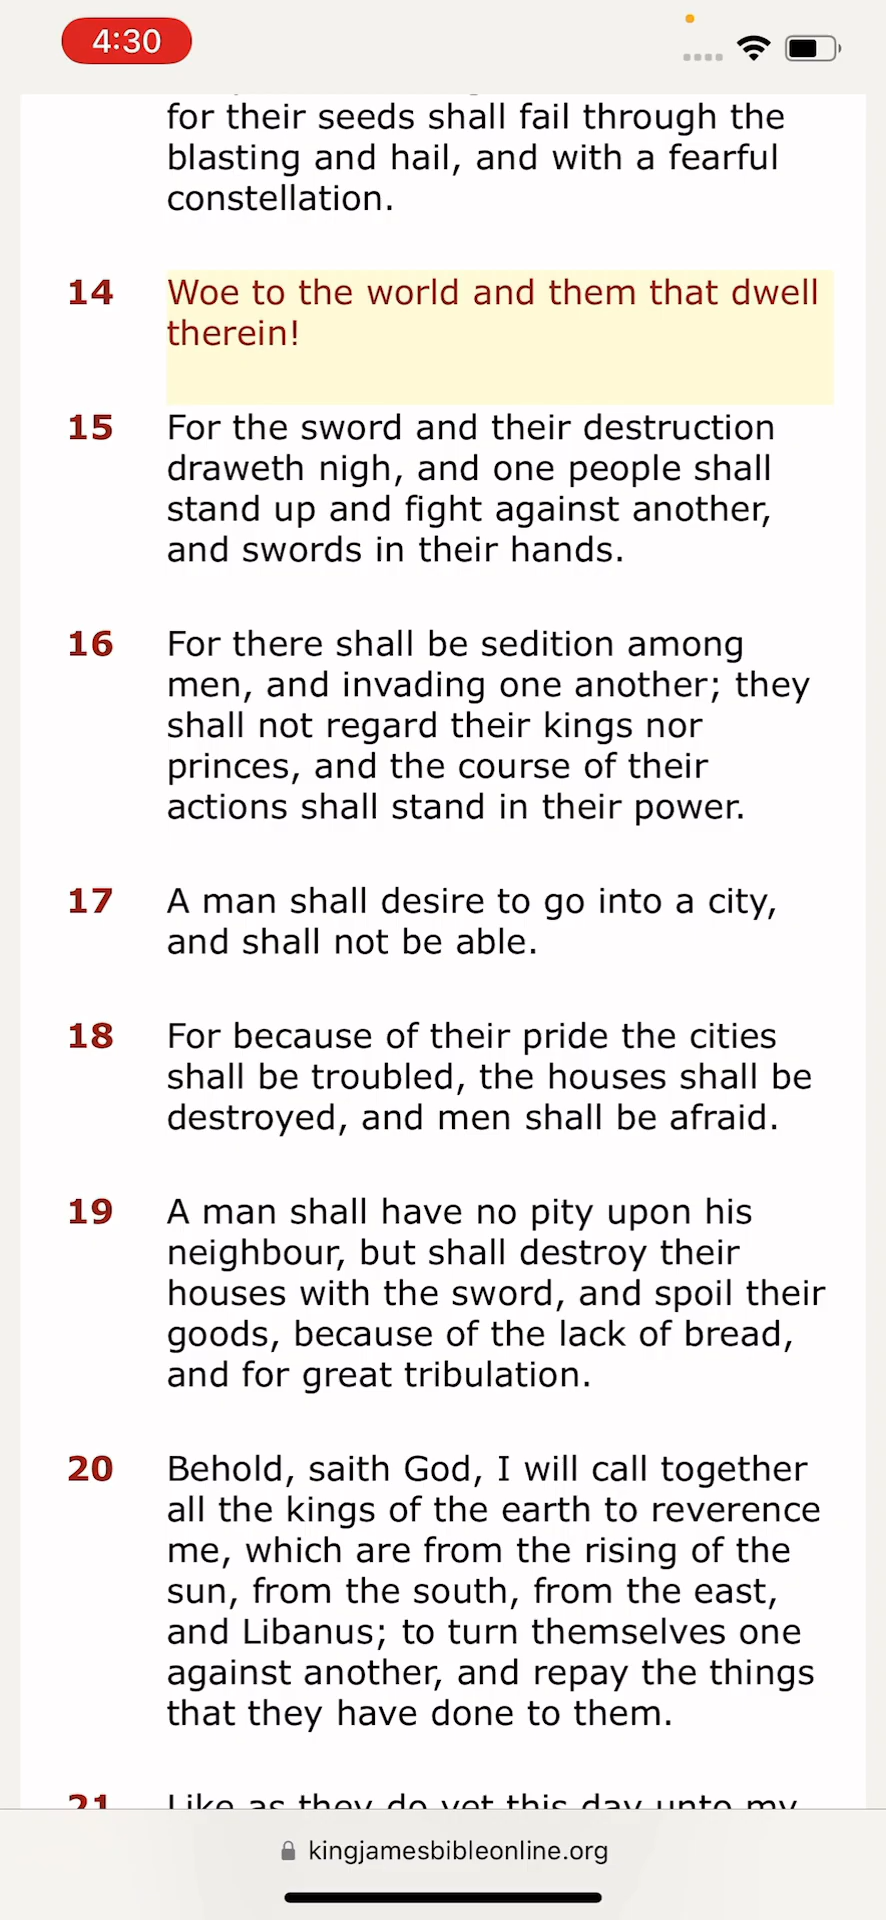 4:30
for their seeds shall fail through the
blasting and hail, and with a fearful
constellation.
14 Woe to the world and them that dwell
therein!
15 For the sword and their destruction
draweth nigh, and one people shall
stand up and fight against another,
and swords in their hands.
16 For there shall be sedition among
men, and invading one another; they
shall not regard their kings nor
princes, and the course of their
actions shall stand in their power.
17 A man shall desire to go into a city,
and shall not be able.
18 For because of their pride the cities
shall be troubled, the houses shall be
destroyed, and men shall be afraid.
19 A man shall have no pity upon his
neighbour, but shall destroy their
houses with the sword, and spoil their
goods, because of the lack of bread,
and for great tribulation.
20 Behold, saith God, I will call together
all the kings of the earth to reverence
me, which are from the rising of the
sun, from the south, from the east,
and Libanus; to turn themselves one
against another, and repay the things
that they have done to them.
21 Like as they do yet this day unto my
kingjamesbibleonline.org